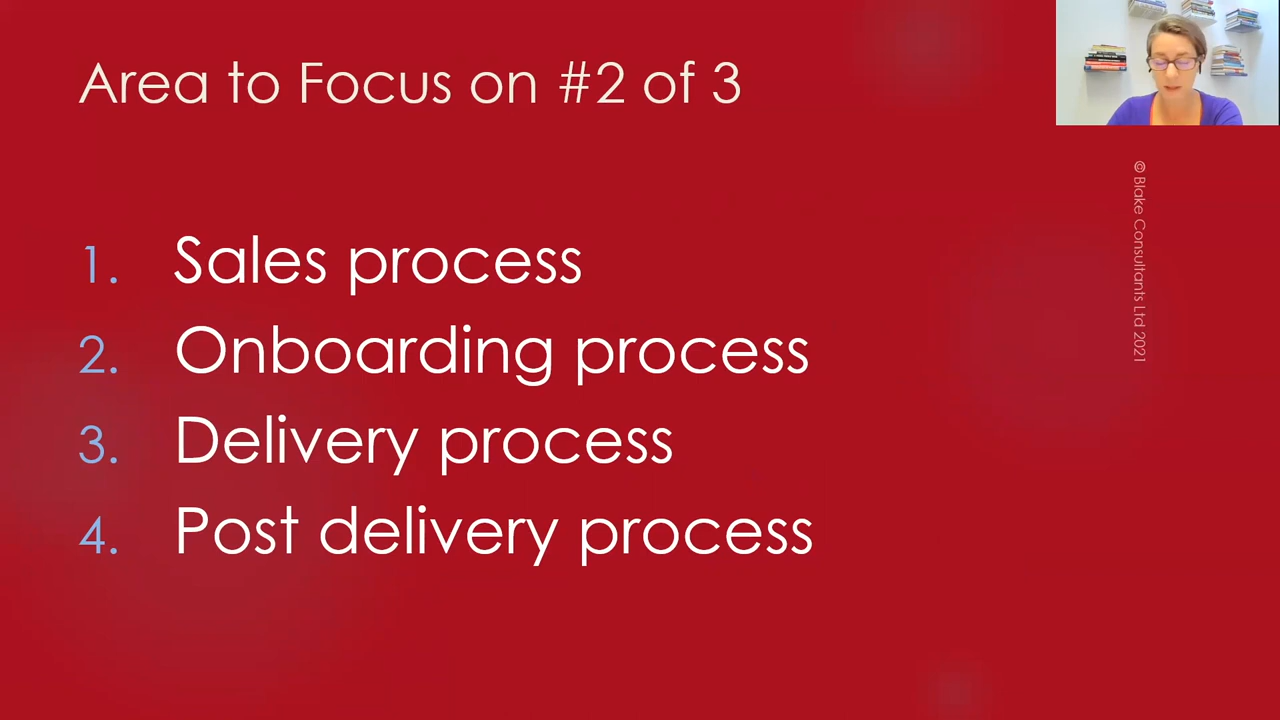 Area to Focus on #2 of 3
1. Sales process
2. Onboarding process
3. Delivery process
4. Post delivery process
© Blake Consultants Ltd 2021